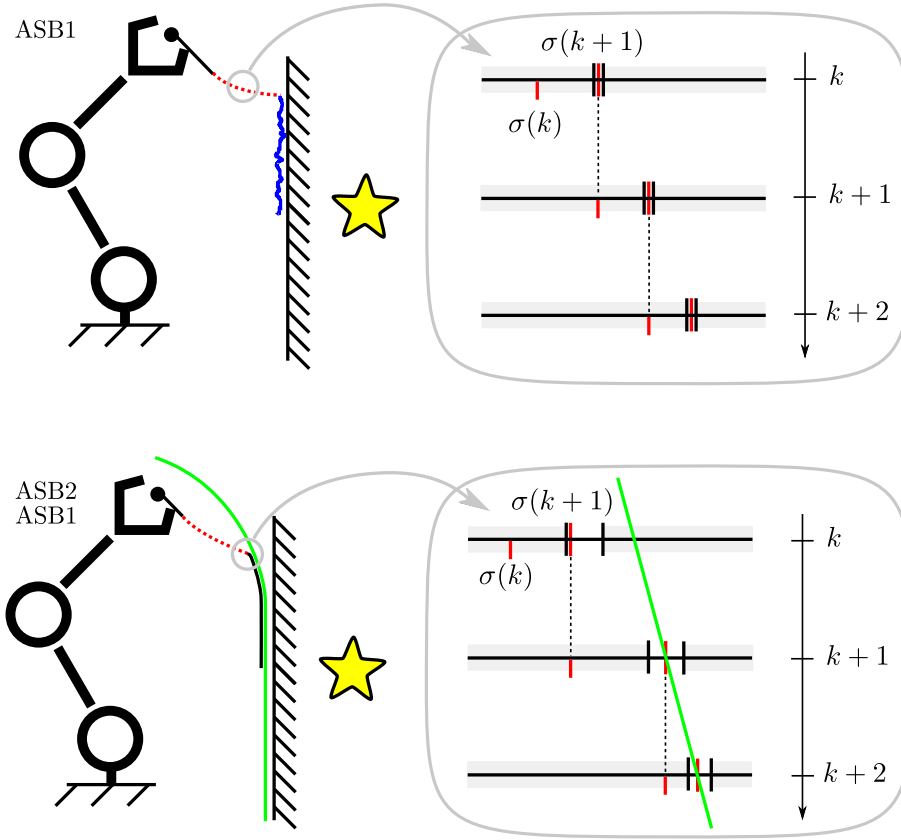 ASB1
σ(k + 1)
k
σ(k)
k + 1
k + 2
ASB2
ASB1
σ(k + 1)
k
σ(k)
k + 1
k + 2